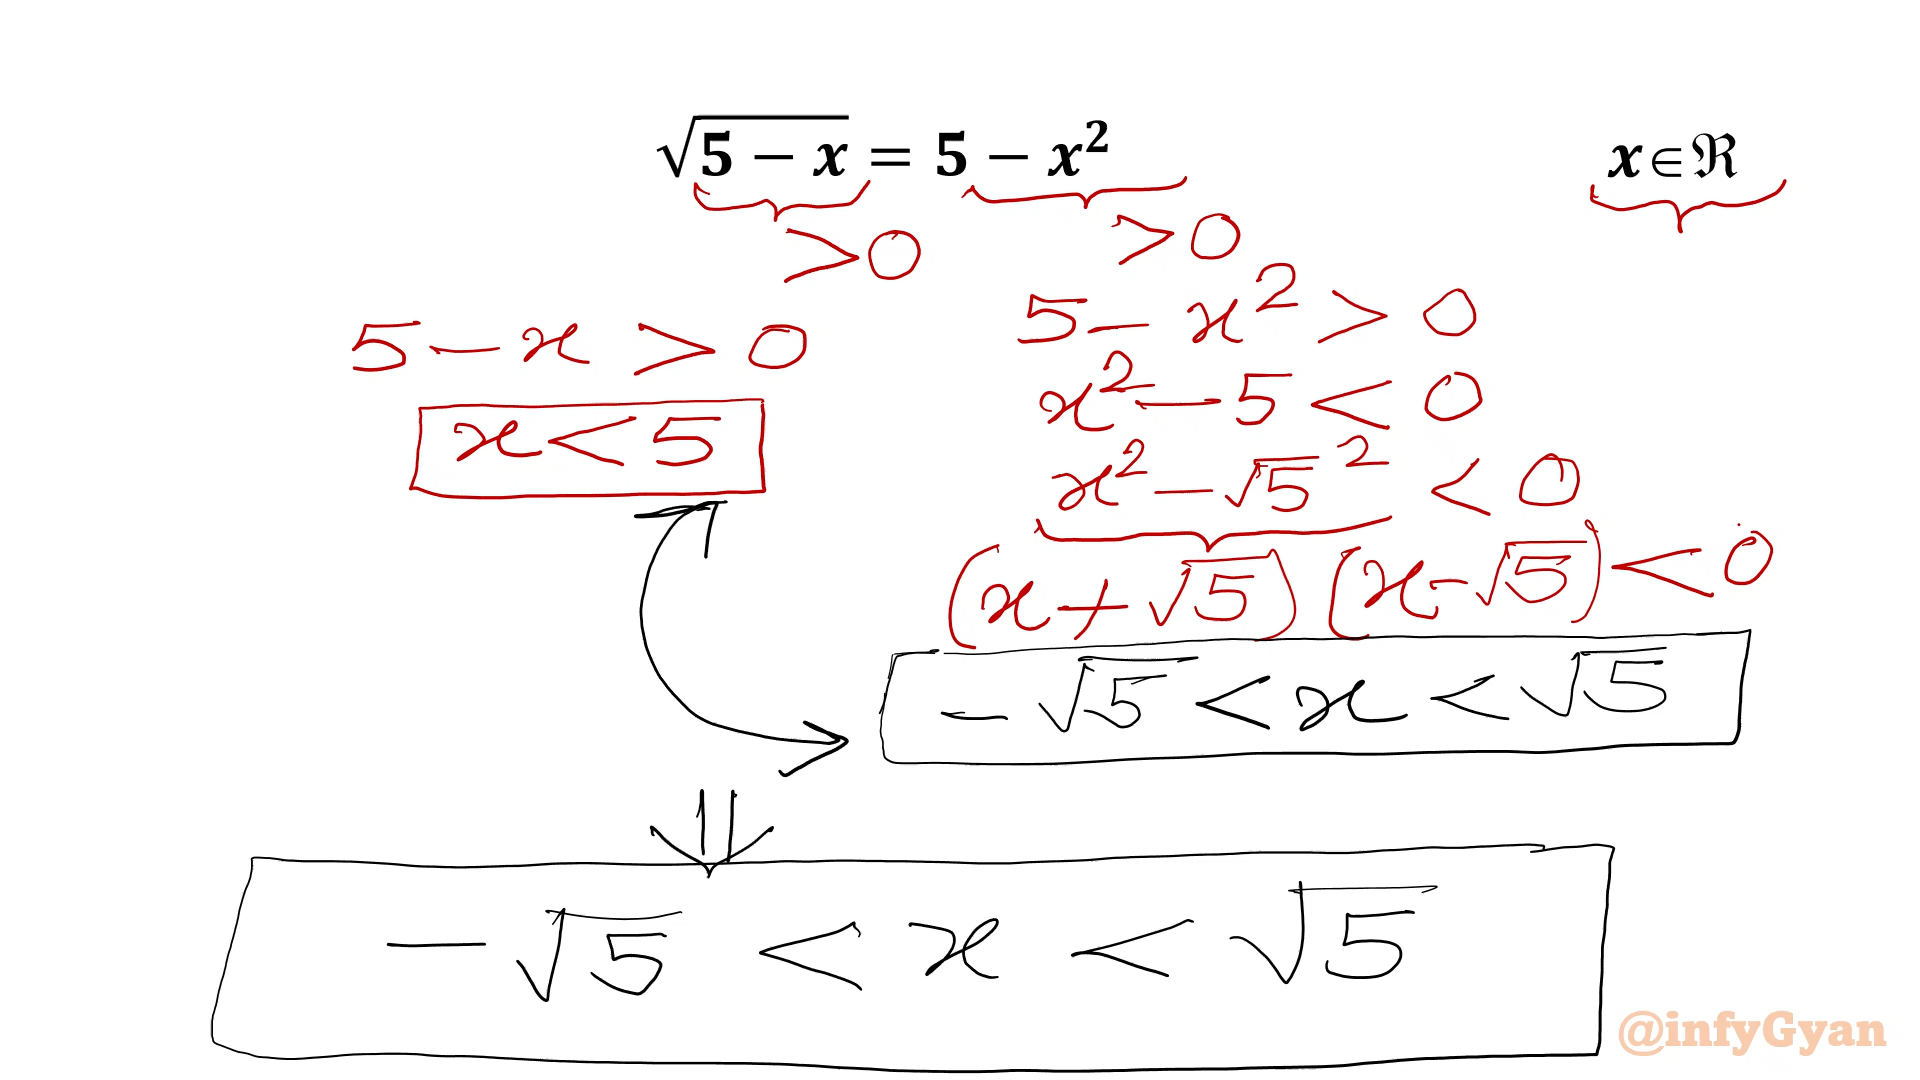 √5 − x = 5 − x² x∈ℜ
>0 >0
5 − x > 0 5 − x² > 0
x < 5 x² − 5 < 0
x² − √5² < 0
(x + √5) (x − √5) < 0
− √5 < x < √5
− √5 < x < √5
@infyGyan